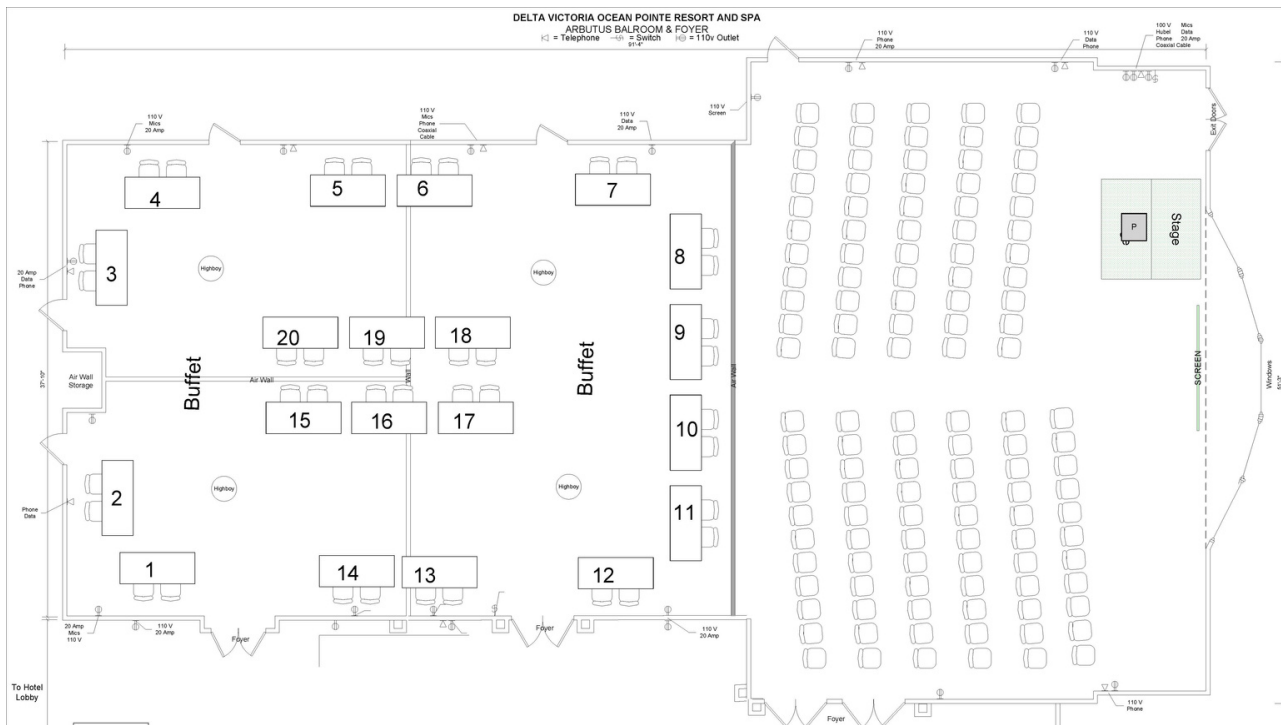 DELTA VICTORIA OCEAN POINTE RESORT AND SPA
ARBUTUS BALROOM & FOYER
= Telephone = Switch = 110v Outlet
91'-4"
110 V
Phone
20 Amp
110 V
Data
Phone
100 V Mics
Hubel Data
Phone 20 Amp
Coaxial Cable
110 V
Screen
110 V
Mics
20 Amp
110 V
Mics
Phone
Coaxial
Cable
110 V
Data
20 Amp
Exit Doors
4
5
6
7
3
8
P
Stage
Highboy
Highboy
20 Amp
Data
Phone
20
19
18
9
SCREEN
Windows
37'-10"
Air Wall
Storage
Buffet
Air Wall
Wall
Buffet
Air Wall
15
16
17
10
2
Highboy
Highboy
11
Phone
Data
1
14
13
12
20 Amp
Mics
110 V
110 V
20 Amp
Foyer
Foyer
110 V
20 Amp
To Hotel
Lobby
Foyer
110 V
Phone